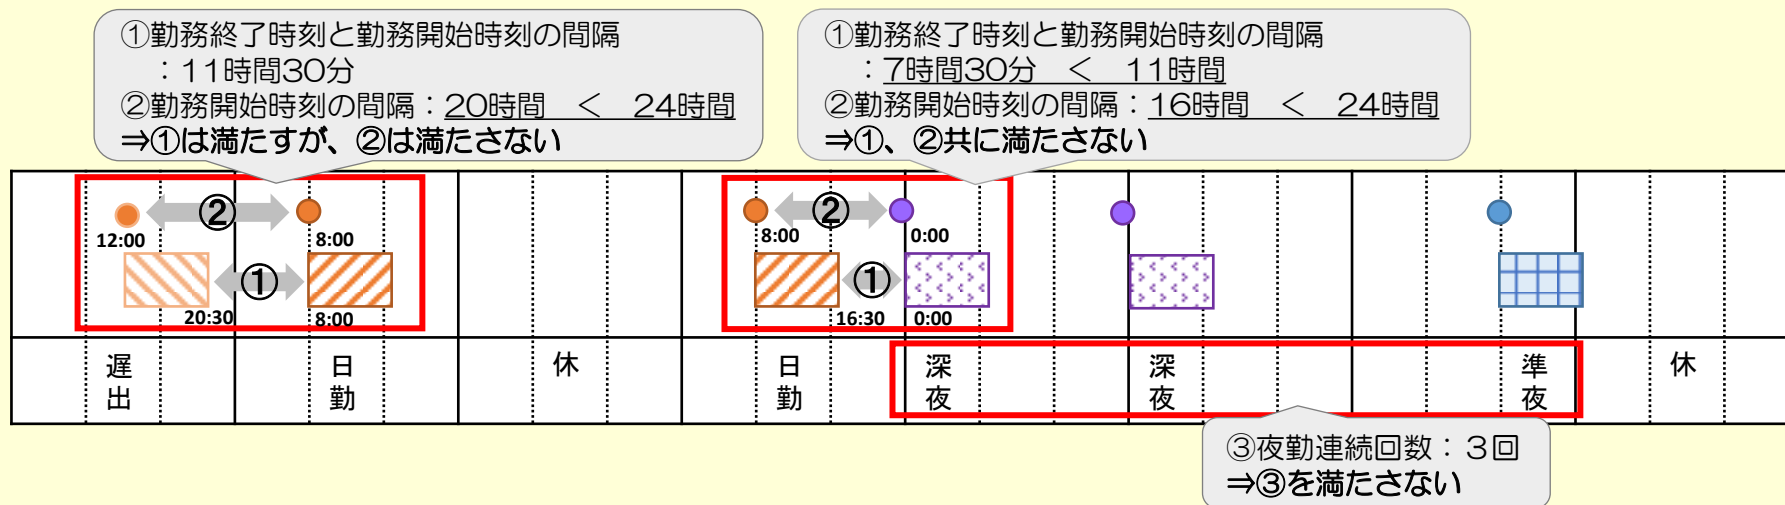 ①勤務終了時刻と勤務開始時刻の間隔
：11時間30分
②勤務開始時刻の間隔：20時間　＜　24時間
⇒①は満たすが、②は満たさない
①勤務終了時刻と勤務開始時刻の間隔
：7時間30分　＜　11時間
②勤務開始時刻の間隔：16時間　＜　24時間
⇒①、②共に満たさない
②
12:00
8:00
①
20:30
8:00
②
8:00
0:00
①
16:30
0:00
遅出
日勤
休
日勤
深夜
深夜
準夜
休
③夜勤連続回数：３回
⇒③を満たさない